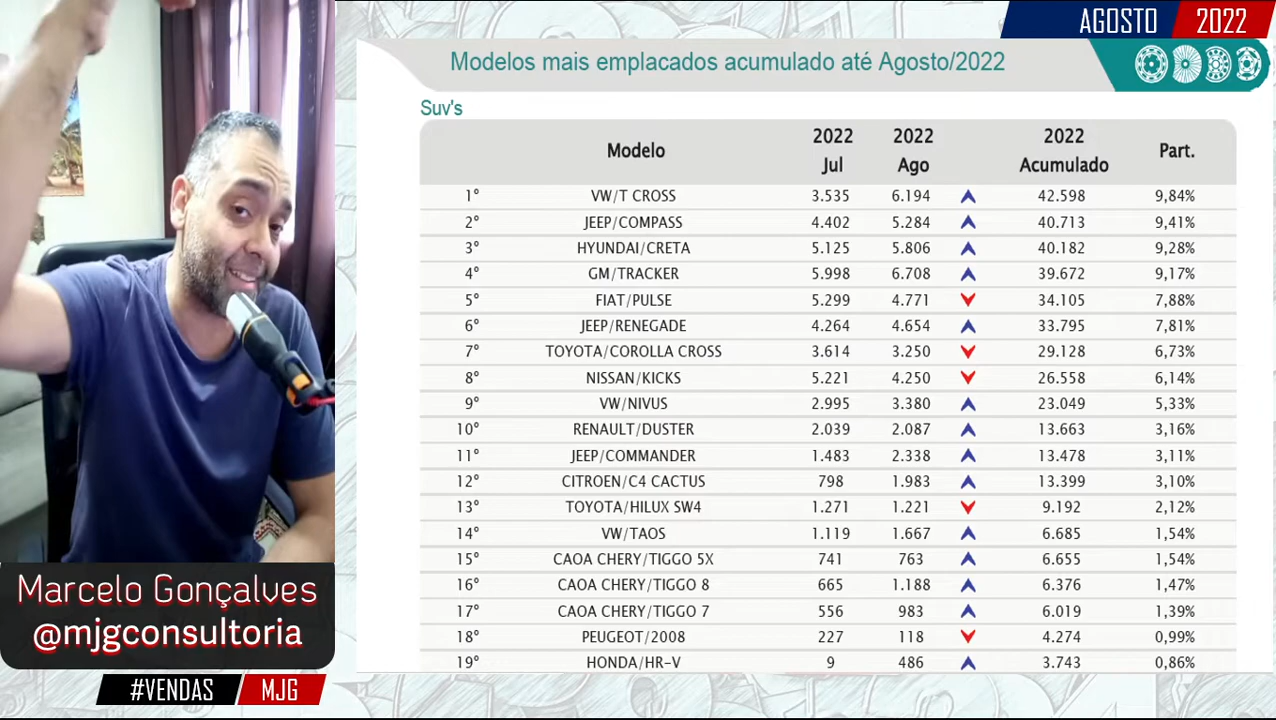 AGOSTO 2022
Modelos mais emplacados acumulado até Agosto/2022
Suv's
Modelo 2022 Jul 2022 Ago 2022 Acumulado Part.
1° VW/T CROSS 3.535 6.194 42.598 9,84%
2° JEEP/COMPASS 4.402 5.284 40.713 9,41%
3° HYUNDAI/CRETA 5.125 5.806 40.182 9,28%
4° GM/TRACKER 5.998 6.708 39.672 9,17%
5° FIAT/PULSE 5.299 4.771 34.105 7,88%
6° JEEP/RENEGADE 4.264 4.654 33.795 7,81%
7° TOYOTA/COROLLA CROSS 3.614 3.250 29.128 6,73%
8° NISSAN/KICKS 5.221 4.250 26.558 6,14%
9° VW/NIVUS 2.995 3.380 23.049 5,33%
10° RENAULT/DUSTER 2.039 2.087 13.663 3,16%
11° JEEP/COMMANDER 1.483 2.338 13.478 3,11%
12° CITROEN/C4 CACTUS 798 1.983 13.399 3,10%
13° TOYOTA/HILUX SW4 1.271 1.221 9.192 2,12%
14° VW/TAOS 1.119 1.667 6.685 1,54%
15° CAOA CHERY/TIGGO 5X 741 763 6.655 1,54%
16° CAOA CHERY/TIGGO 8 665 1.188 6.376 1,47%
17° CAOA CHERY/TIGGO 7 556 983 6.019 1,39%
18° PEUGEOT/2008 227 118 4.274 0,99%
19° HONDA/HR-V 9 486 3.743 0,86%
Marcelo Gonçalves
@mjgconsultoria
#VENDAS MJG